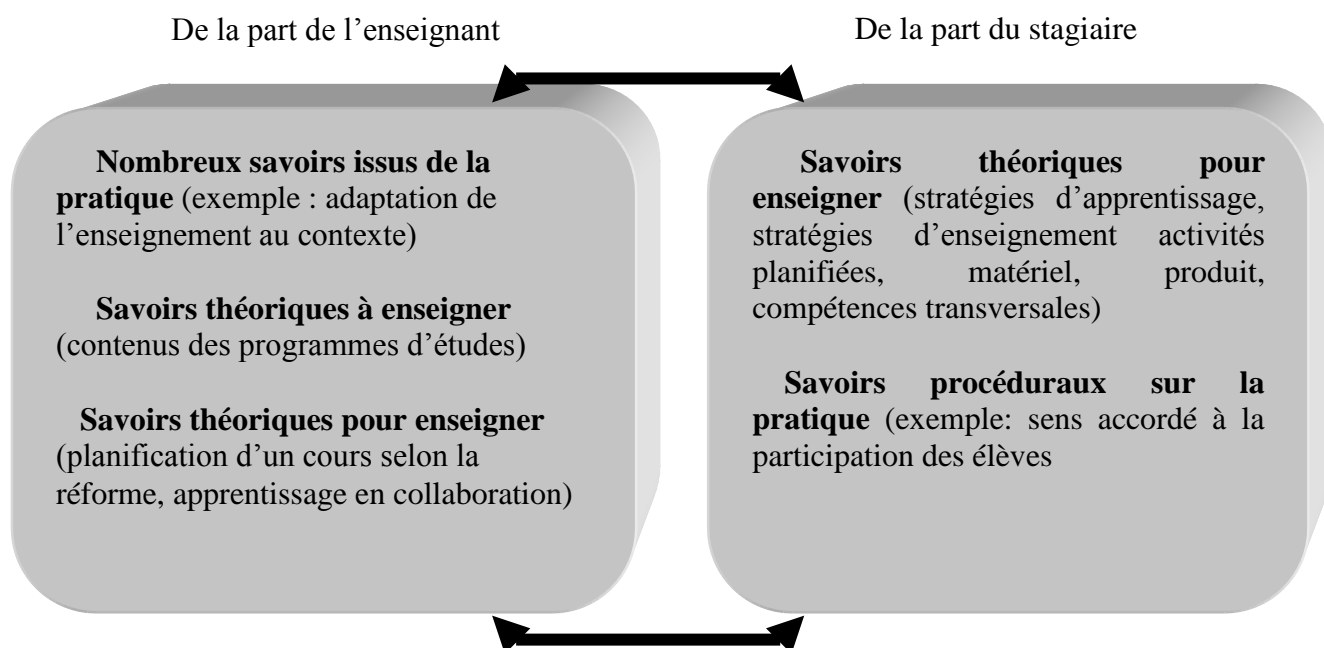 De la part de l’enseignant
De la part du stagiaire
Nombreux savoirs issus de la
pratique (exemple : adaptation de
l’enseignement au contexte)
Savoirs théoriques à enseigner
(contenus des programmes d’études)
Savoirs théoriques pour enseigner
(planification d’un cours selon la
réforme, apprentissage en collaboration)
Savoirs théoriques pour
enseigner (stratégies d’apprentissage,
stratégies d’enseignement activités
planifiées, matériel, produit,
compétences transversales)
Savoirs procéduraux sur la
pratique (exemple: sens accordé à la
participation des élèves